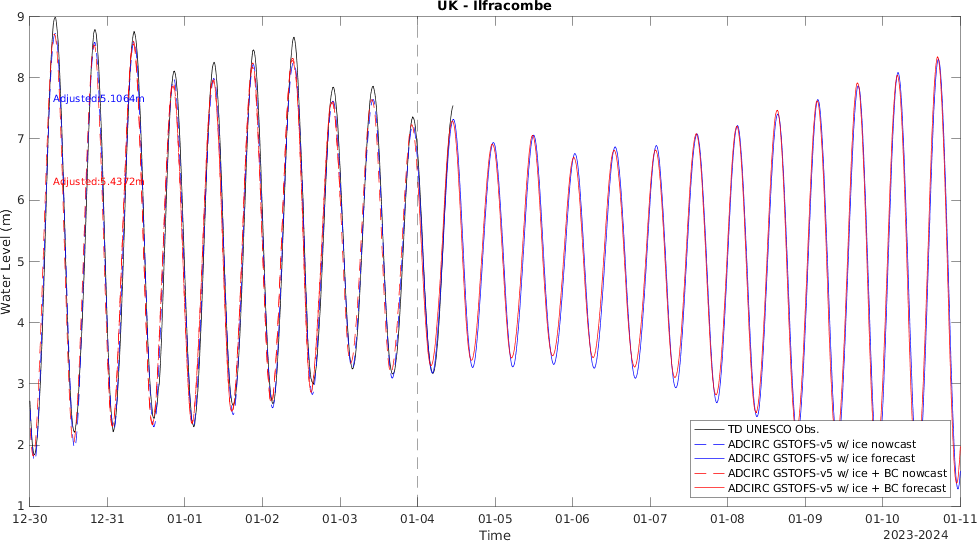 UK - Ilfracombe
9
8
7
6
5
4
3
2
1
Water Level (m)
Adjusted:5.1064m
Adjusted:5.4372m
TD UNESCO Obs.
ADCIRC GSTOFS-v5 w/ ice nowcast
ADCIRC GSTOFS-v5 w/ ice forecast
ADCIRC GSTOFS-v5 w/ ice + BC nowcast
ADCIRC GSTOFS-v5 w/ ice + BC forecast
12-30 12-31 01-01 01-02 01-03 01-04 01-05 01-06 01-07 01-08 01-09 01-10 01-11
Time
2023-2024